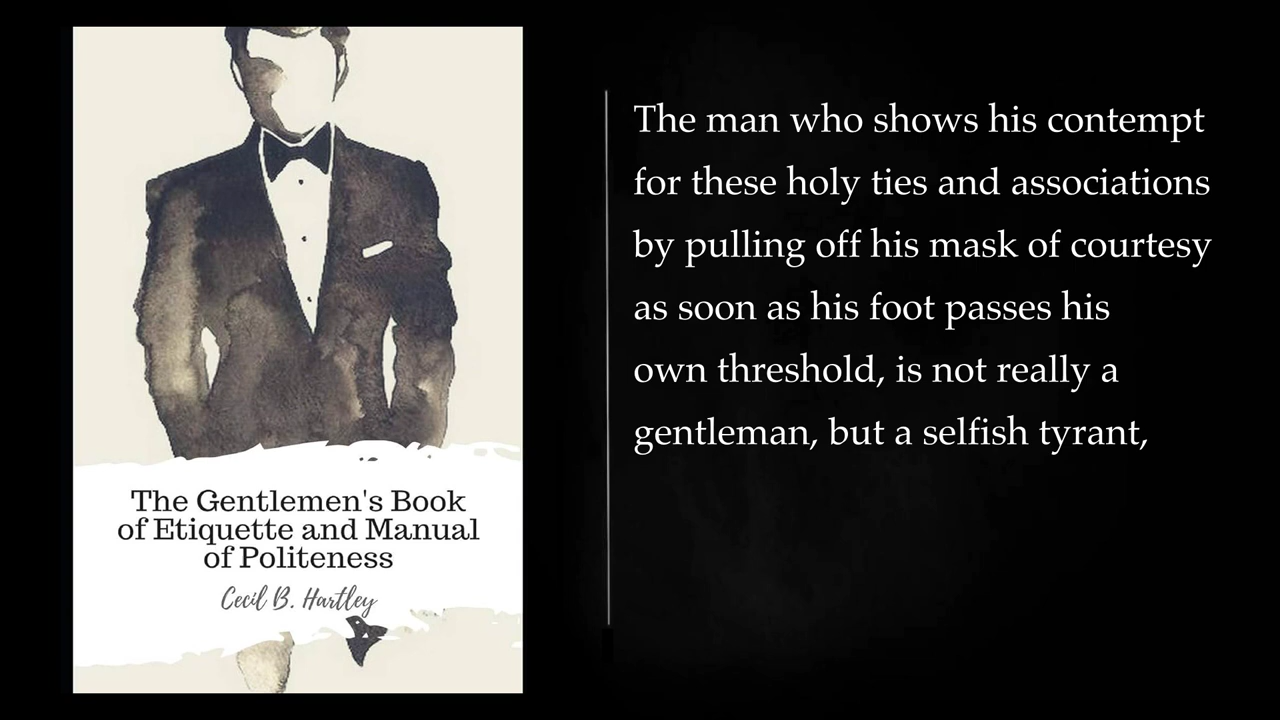 The Gentlemen's Book
of Etiquette and Manual
of Politeness
Cecil B. Hartley
The man who shows his contempt
for these holy ties and associations
by pulling off his mask of courtesy
as soon as his foot passes his
own threshold, is not really a
gentleman, but a selfish tyrant,